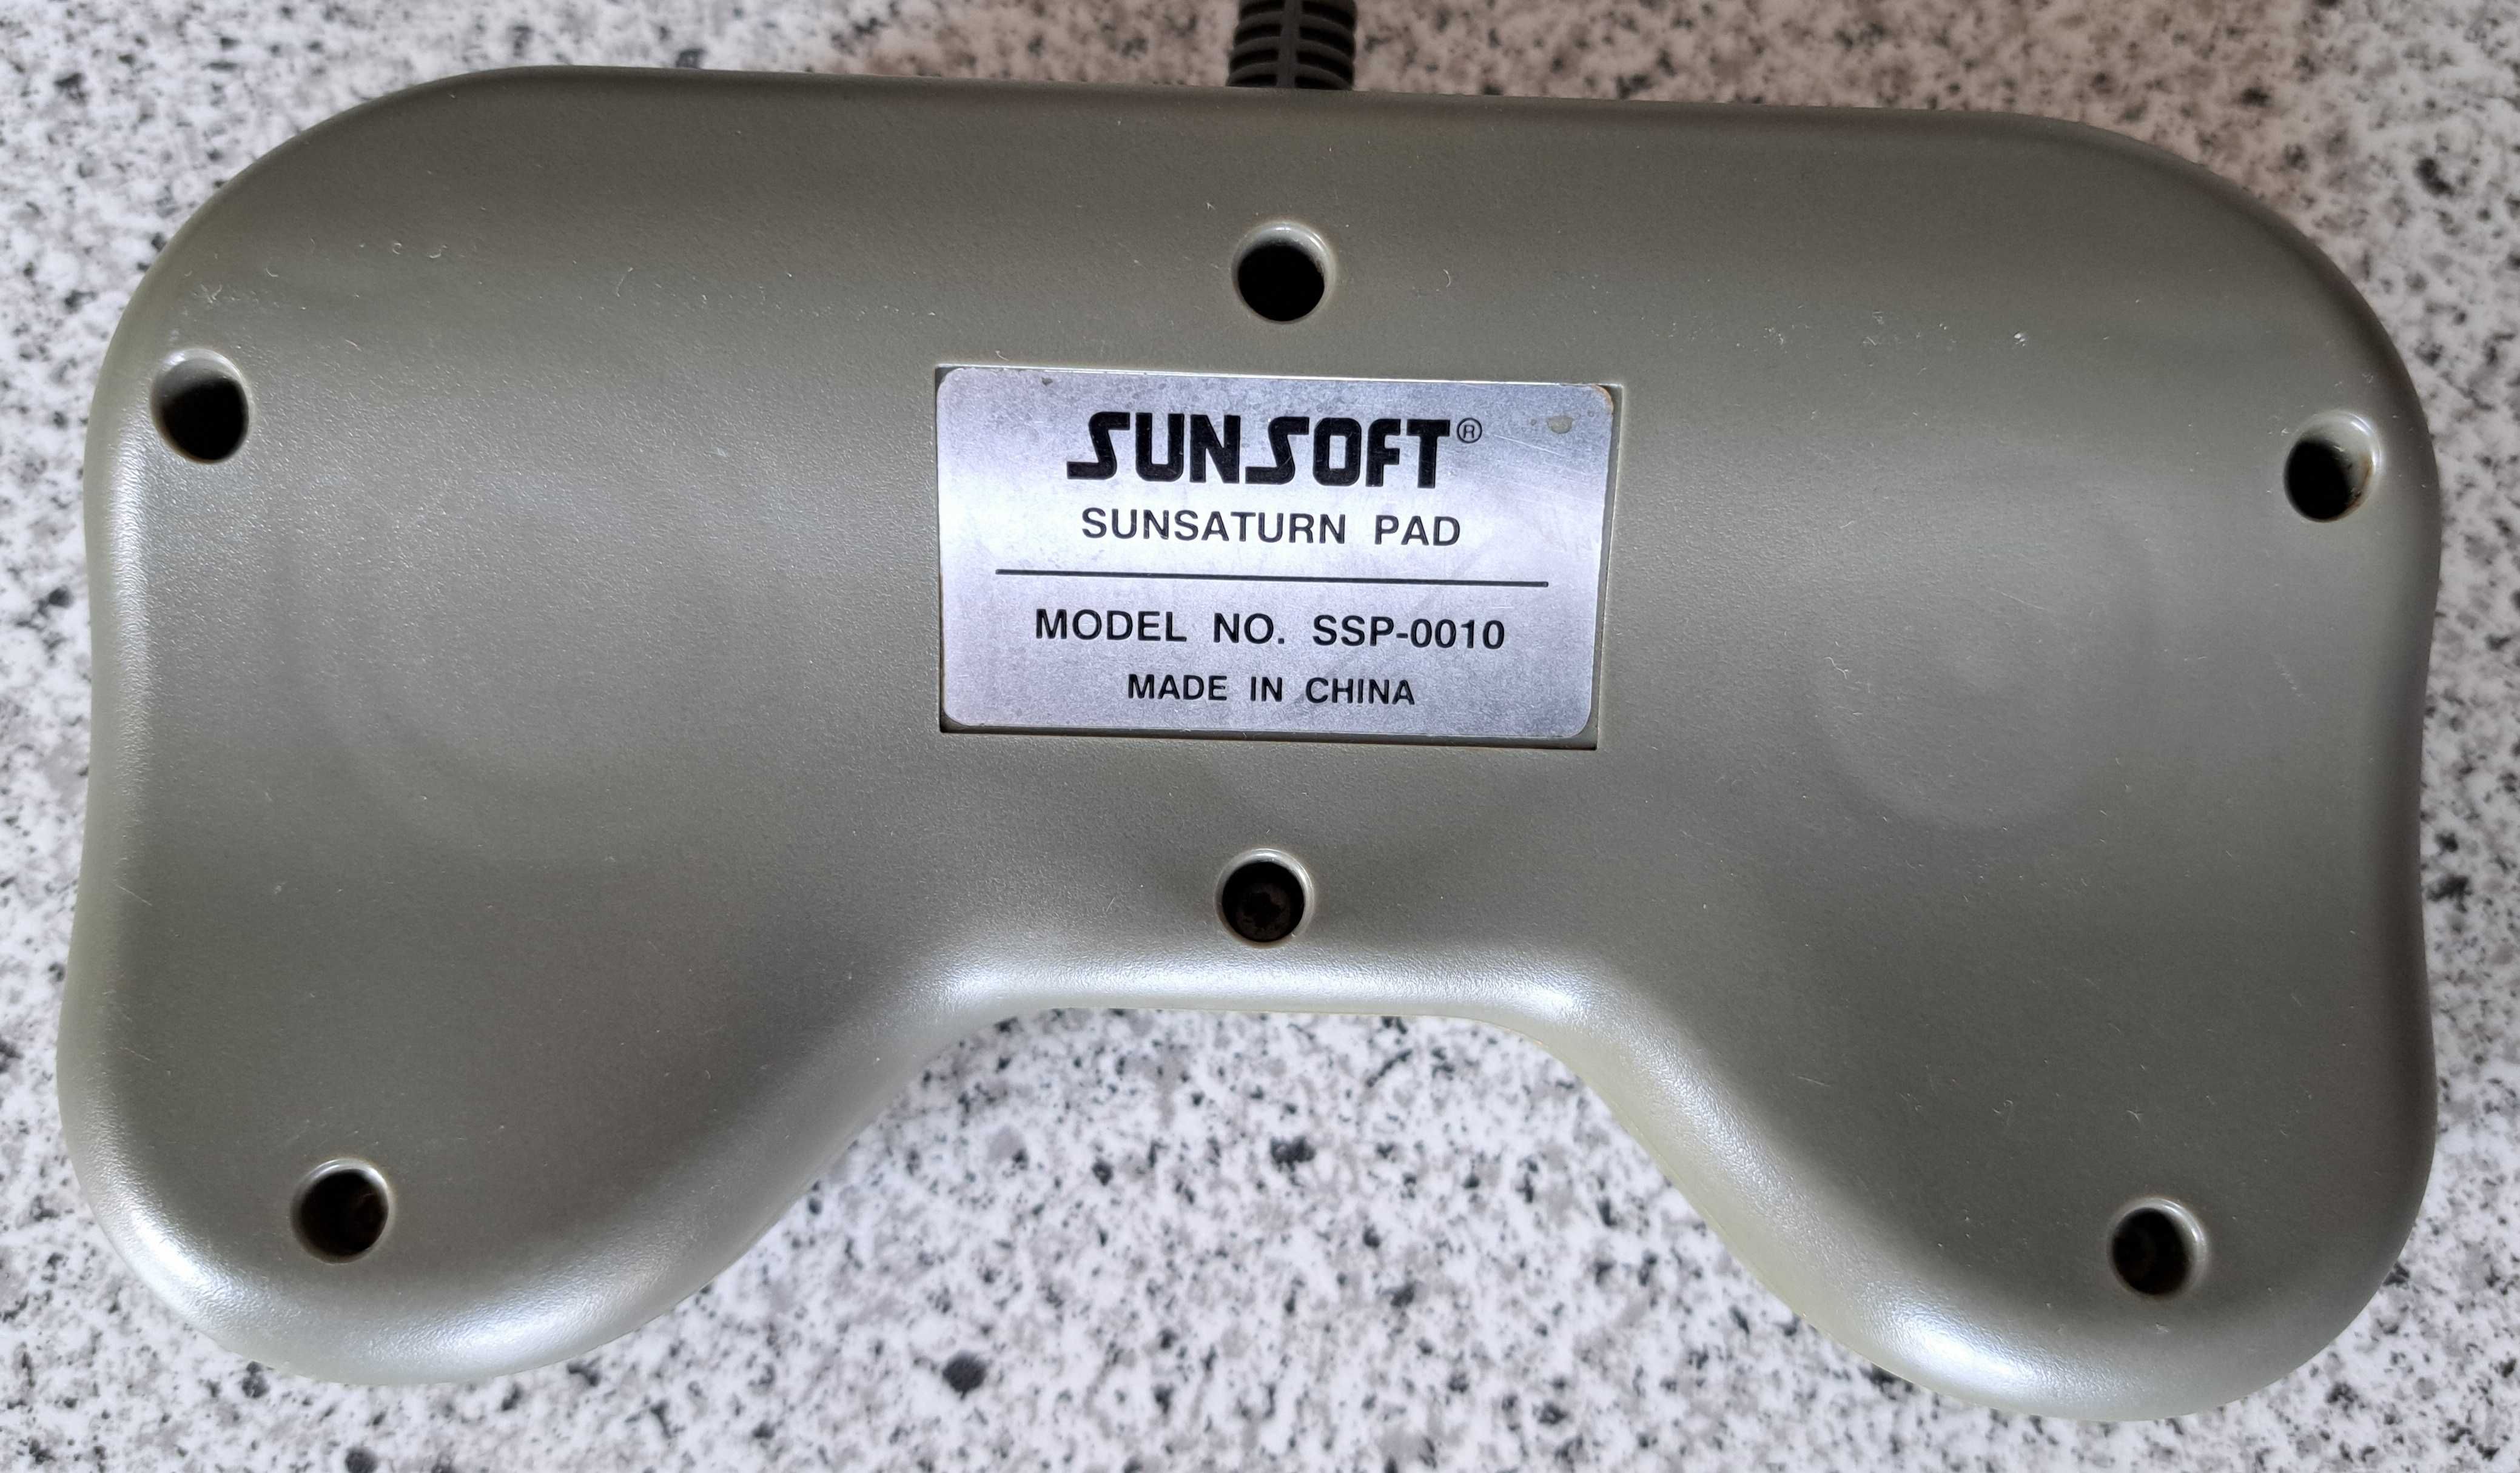 SUNSOFT®
SUNSATURN PAD
MODEL NO. SSP-0010
MADE IN CHINA